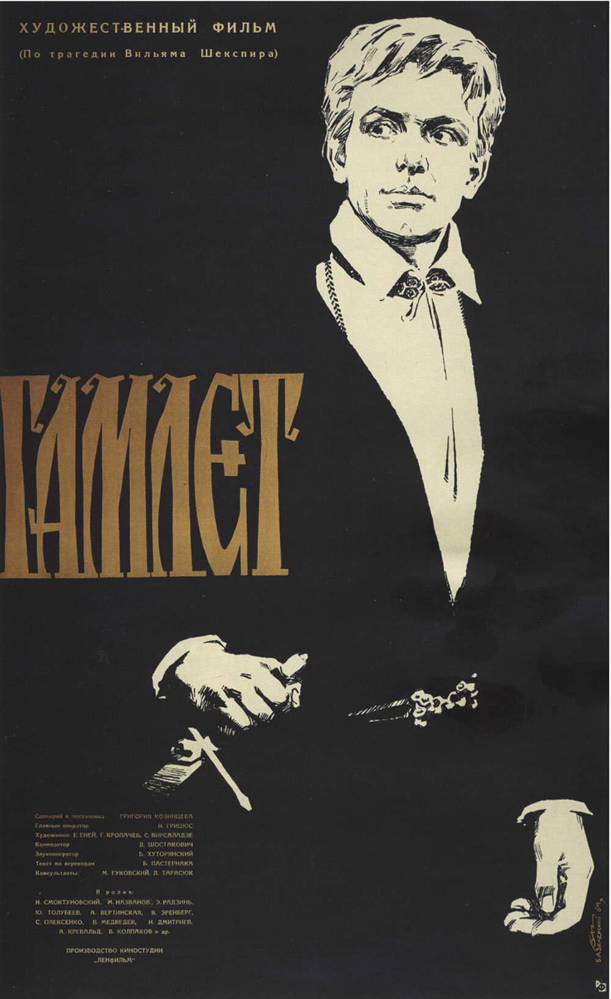 ХУДОЖЕСТВЕННЫЙ ФИЛЬМ
(По трагедии Вильяма Шекспира)
ГАМЛЕТ
Сценарий и постановка ГРИГОРИЯ КОЗИНЦЕВА
Главный оператор И. ГРИЦЮС
Художники: Е. ЕНЕЙ, Г. КРОПАЧЕВ, С. ВИРСАЛАДЗЕ
Композитор Д. ШОСТАКОВИЧ
Звукооператор Б. ХУТОРЯНСКИЙ
Текст по переводам Б. ПАСТЕРНАКА
Консультанты: М. ГУКОВСКИЙ, Л. ТАРАСЮК
В ролях:
И. СМОКТУНОВСКИЙ, М. НАЗВАНОВ, Э. РАДЗИНЬ,
Ю. ТОЛУБЕЕВ, А. ВЕРТИНСКАЯ, В. ЭРЕНБЕРГ,
С. ОЛЕКСЕНКО, В. МЕДВЕДЕВ, И. ДМИТРИЕВ,
А. КРЕВАЛЬД, В. КОЛПАКОВ и др.
ПРОИЗВОДСТВО КИНОСТУДИИ
„ЛЕНФИЛЬМ“
64